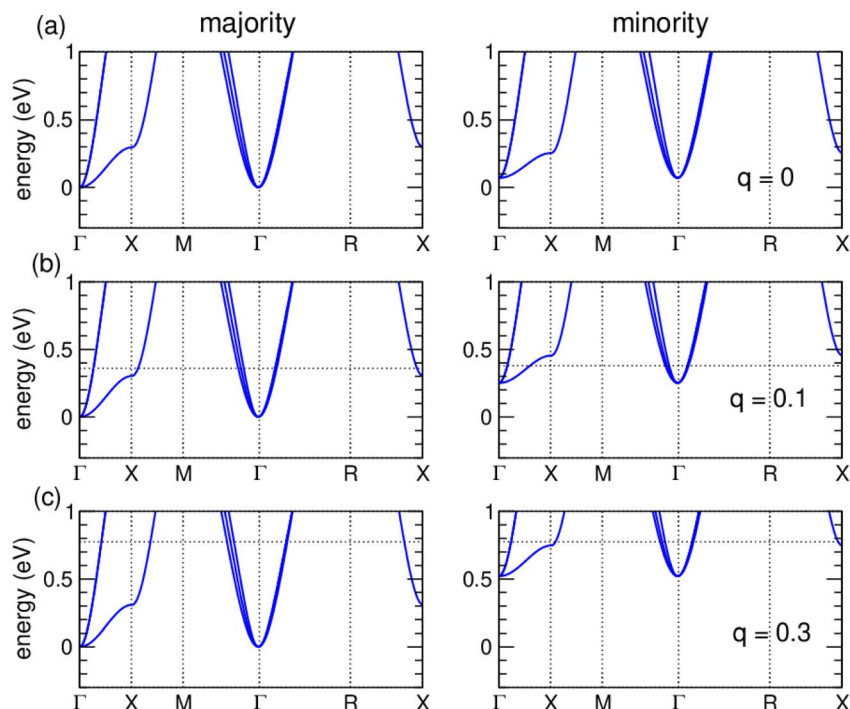 majority minority
(a)
1
0.5
0
energy (eV)
Γ X M Γ R X
1
0.5
0
q = 0
Γ X M Γ R X
(b)
1
0.5
0
energy (eV)
Γ X M Γ R X
1
0.5
0
q = 0.1
Γ X M Γ R X
(c)
1
0.5
0
energy (eV)
Γ X M Γ R X
1
0.5
0
q = 0.3
Γ X M Γ R X